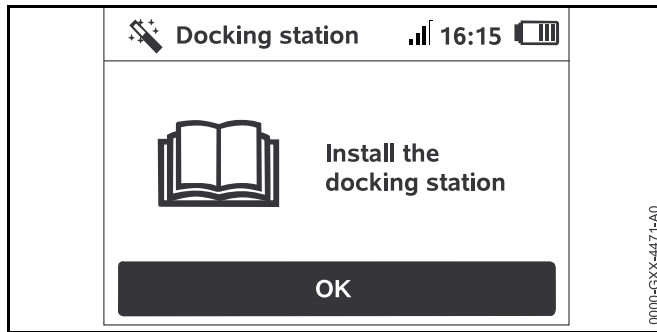 Docking station 16:15
Install the
docking station
OK
0000-GXX-4471-A0